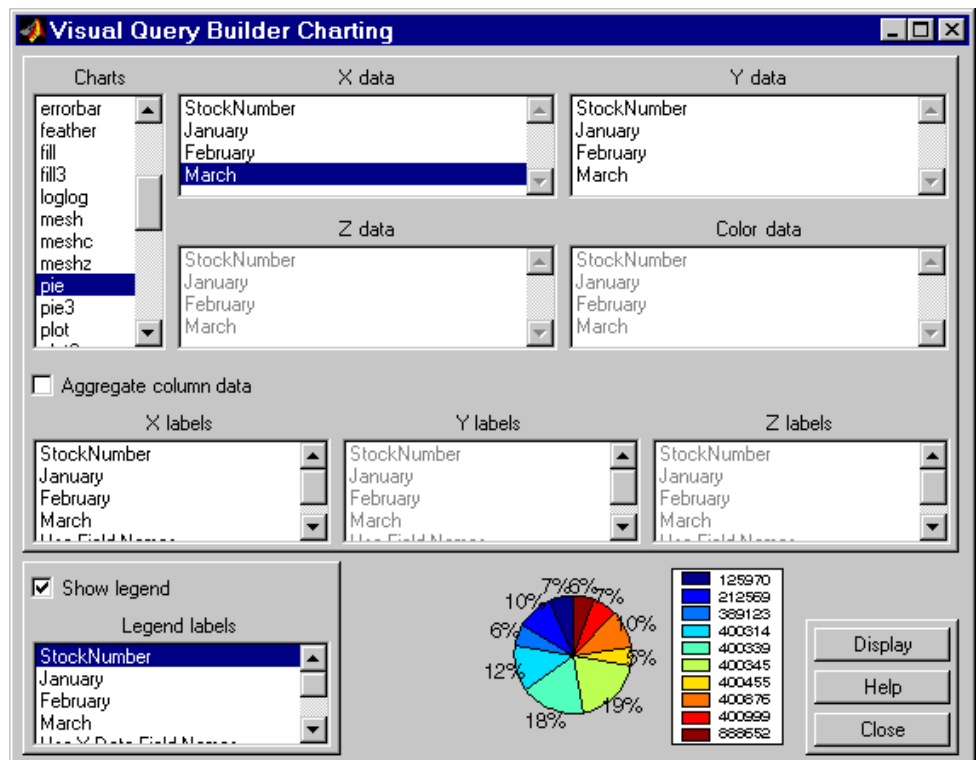 Visual Query Builder Charting
Charts
X data
Y data
errorbar
feather
fill
fill3
loglog
mesh
meshc
meshz
pie
pie3
plot
StockNumber
January
February
March
StockNumber
January
February
March
Z data
Color data
StockNumber
January
February
March
StockNumber
January
February
March
Aggregate column data
X labels
Y labels
Z labels
StockNumber
January
February
March
StockNumber
January
February
March
StockNumber
January
February
March
Show legend
Legend labels
StockNumber
January
February
March
7%
6%
7%
10%
10%
6%
5%
12%
19%
18%
125970
212569
389123
400314
400339
400345
400455
400876
400999
888652
Display
Help
Close